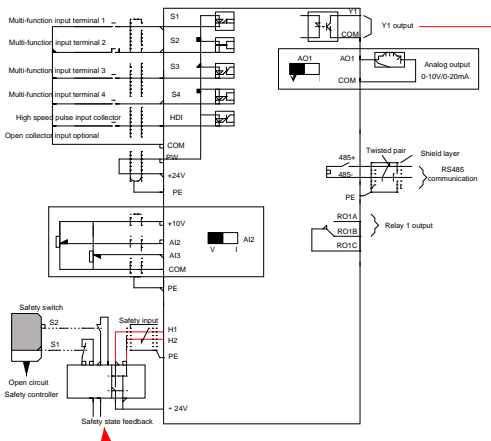 Multi-function input terminal 1
Multi-function input terminal 2
Multi-function input terminal 3
Multi-function input terminal 4
High speed pulse input collector
Open collector input optional
S1
S2
S3
S4
HDI
COM
PW
+24V
PE
Y1
COM
Y1 output
AO1
AO1
COM
Analog output
0-10V/0-20mA
Twisted pair
Shield layer
485+
485-
RS485
communication
PE
RO1A
RO1B
RO1C
Relay 1 output
+10V
AI2
AI3
COM
PE
AI2
V I
Safety switch
S2
S1
Open circuit
Safety controller
Safety input
H1
H2
PE
+ 24V
Safety state feedback